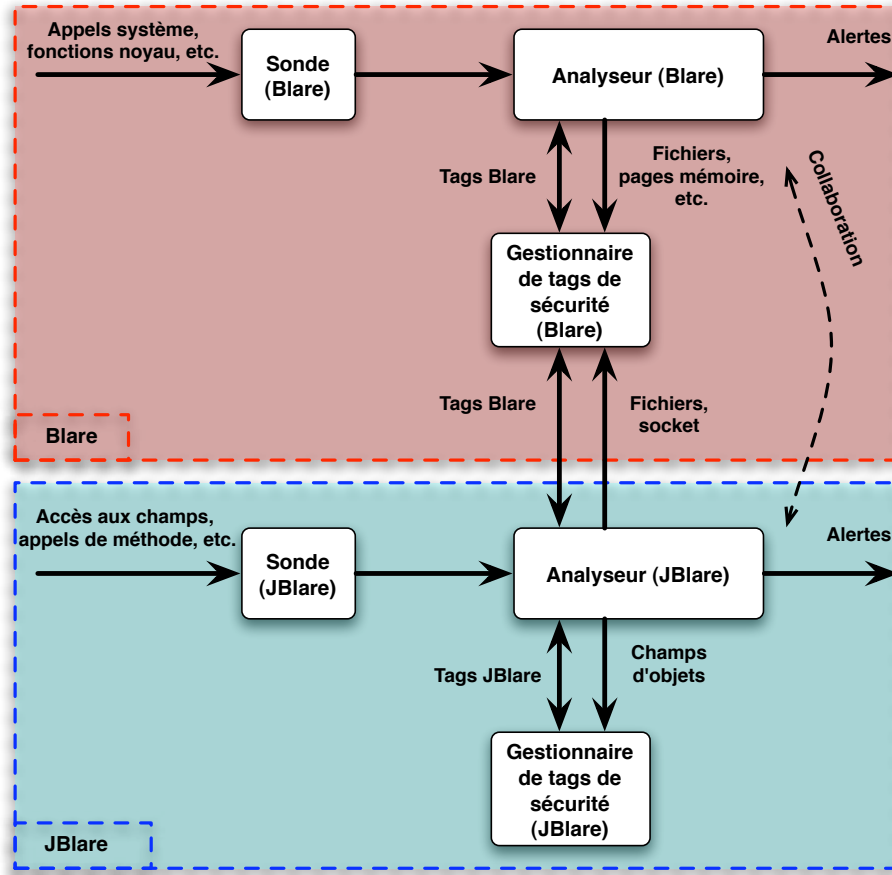 Appels système,
fonctions noyau, etc.
Sonde
(Blare)
Analyseur (Blare)
Alertes
Tags Blare
Fichiers,
pages mémoire,
etc.
Collaboration
Gestionnaire
de tags de
sécurité
(Blare)
Tags Blare
Fichiers,
socket
Blare
Accès aux champs,
appels de méthode, etc.
Sonde
(JBlare)
Analyseur (JBlare)
Alertes
Tags JBlare
Champs
d'objets
Gestionnaire
de tags de
sécurité
(JBlare)
JBlare